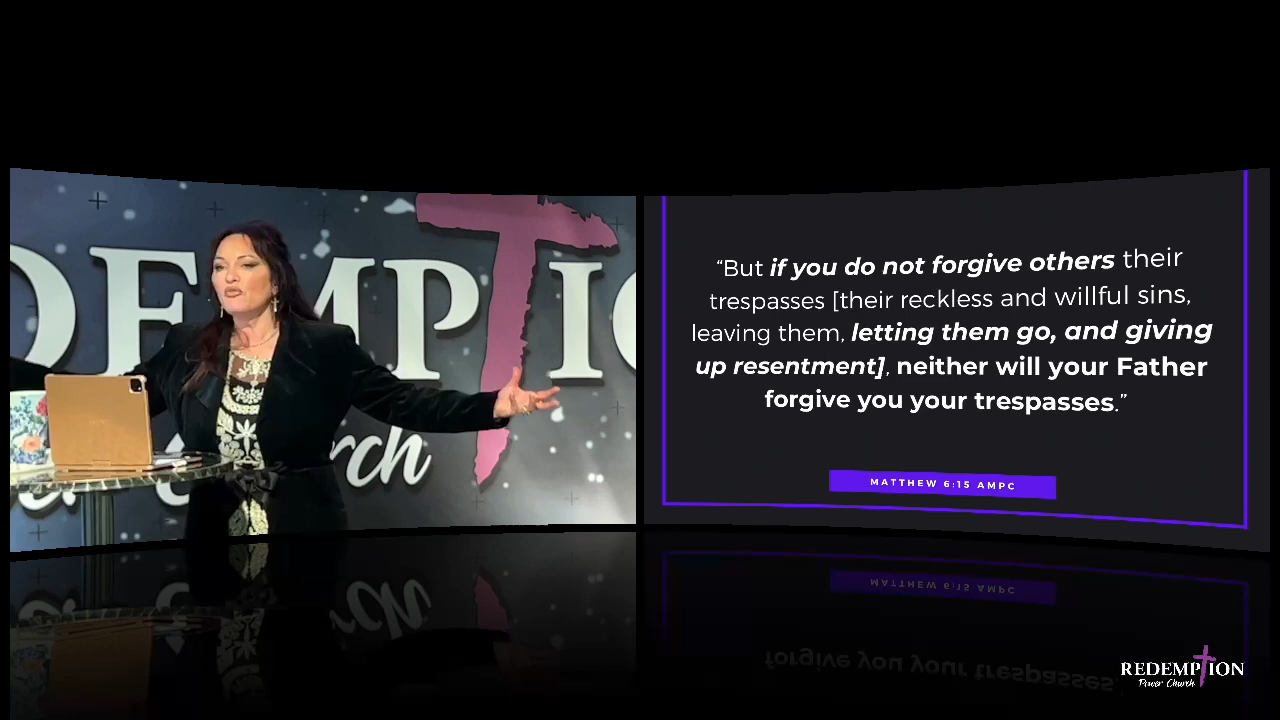 DEMPTIO
rch
“But if you do not forgive others their
trespasses [their reckless and willful sins,
leaving them, letting them go, and giving
up resentment], neither will your Father
forgive you your trespasses.”
MATTHEW 6:15 AMPC
REDEMPTION
Power Church